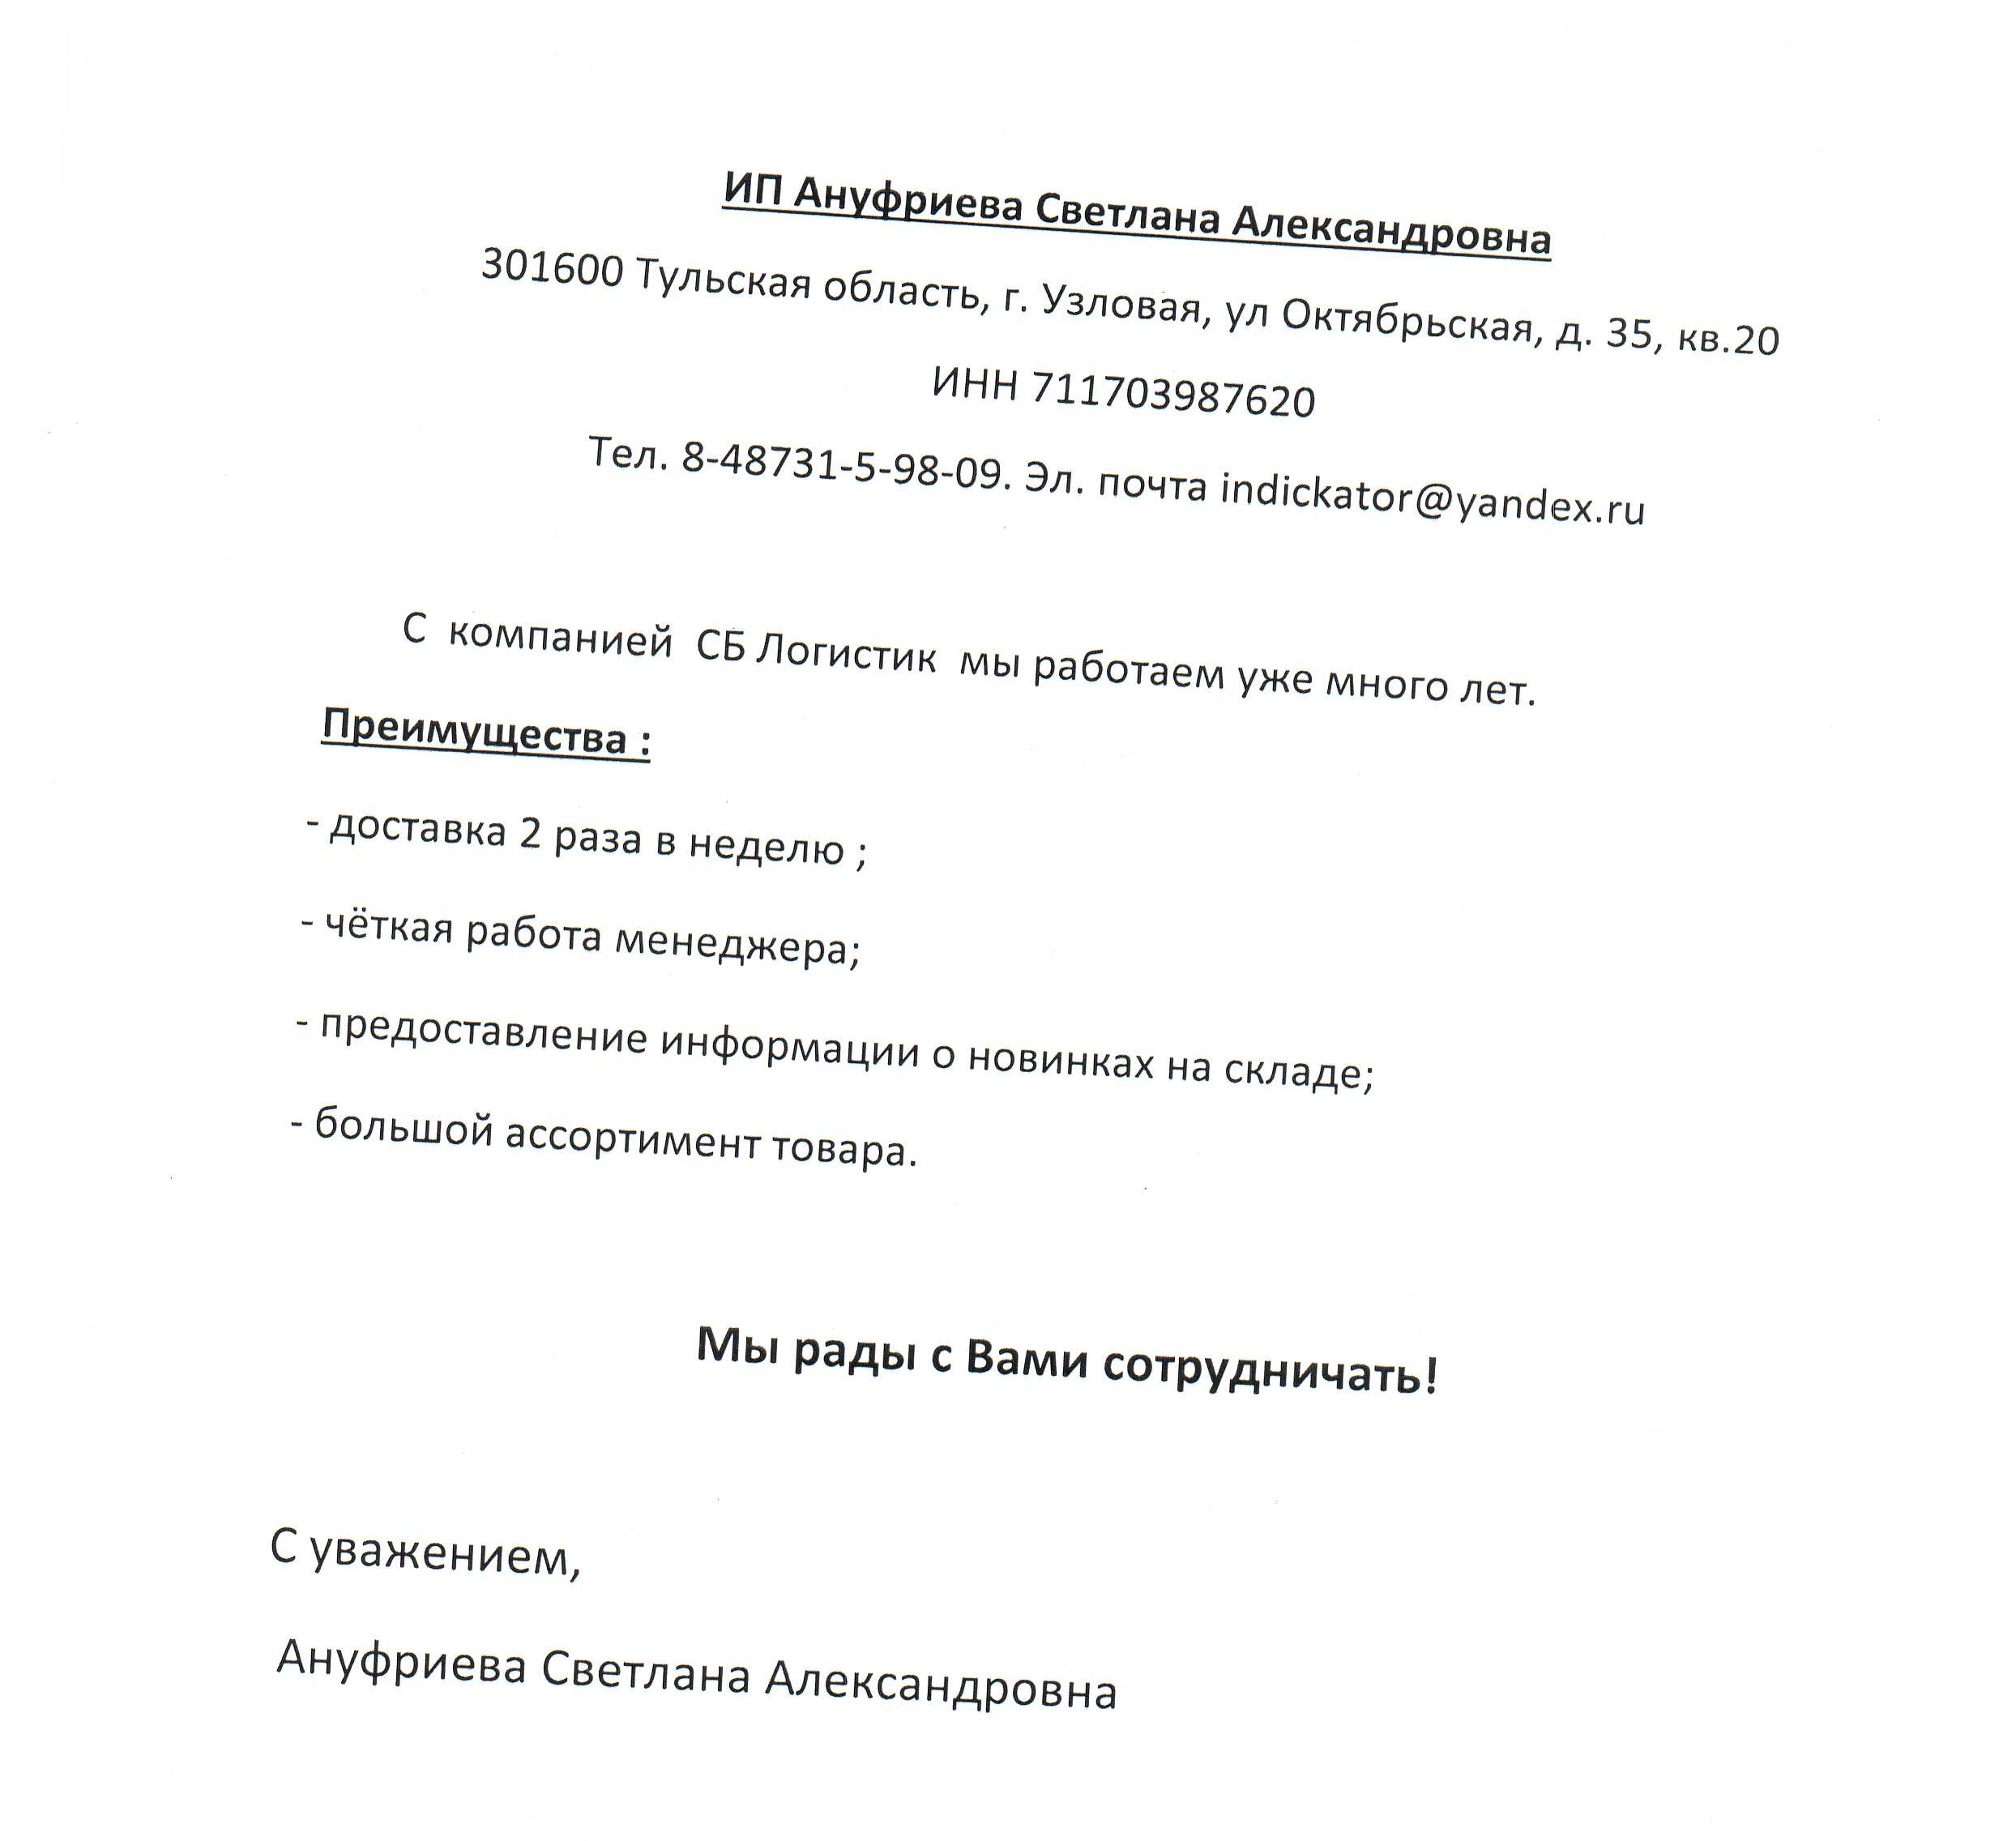 ИП Ануфриева Светлана Александровна
301600 Тульская область, г. Узловая, ул Октябрьская, д. 35, кв.20
ИНН 711703987620
Тел. 8-48731-5-98-09. Эл. почта indickator@yandex.ru
С компанией СБ Логистик мы работаем уже много лет.
Преимущества :
- доставка 2 раза в неделю ;
- чёткая работа менеджера;
- предоставление информации о новинках на складе;
- большой ассортимент товара.
Мы рады с Вами сотрудничать!
С уважением,
Ануфриева Светлана Александровна